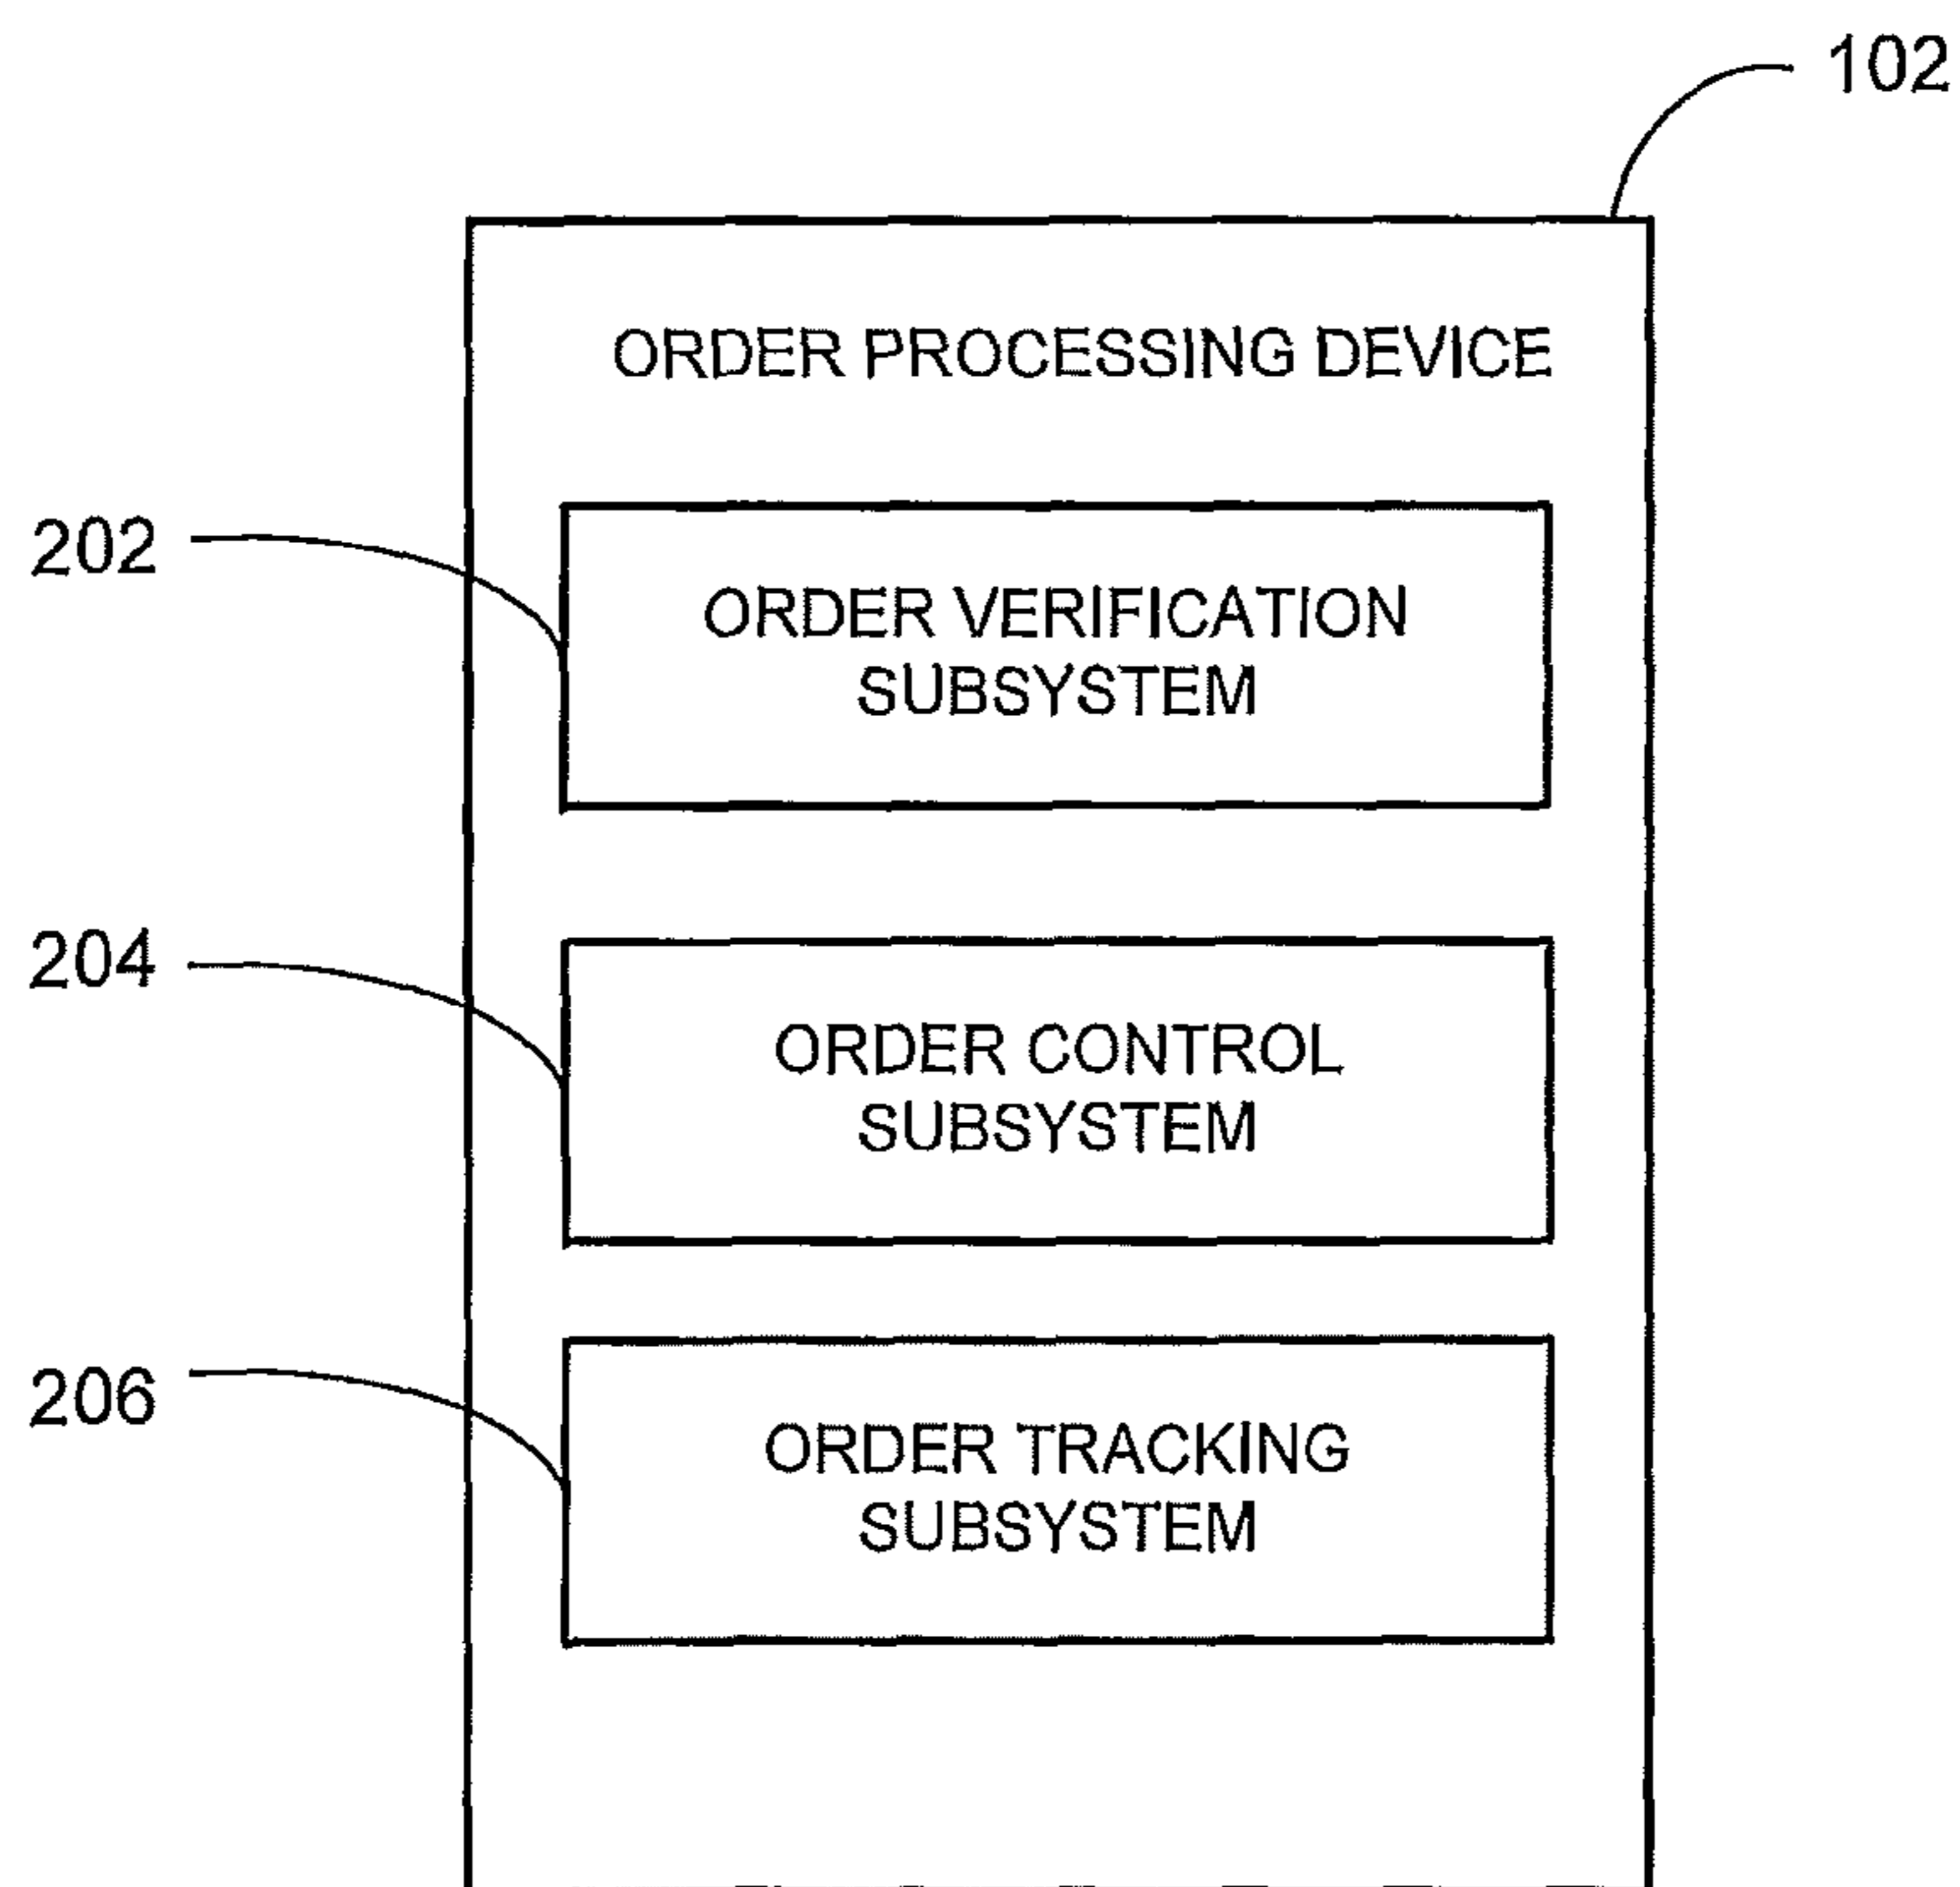 102
ORDER PROCESSING DEVICE
202
ORDER VERIFICATION
SUBSYSTEM
204
ORDER CONTROL
SUBSYSTEM
206
ORDER TRACKING
SUBSYSTEM